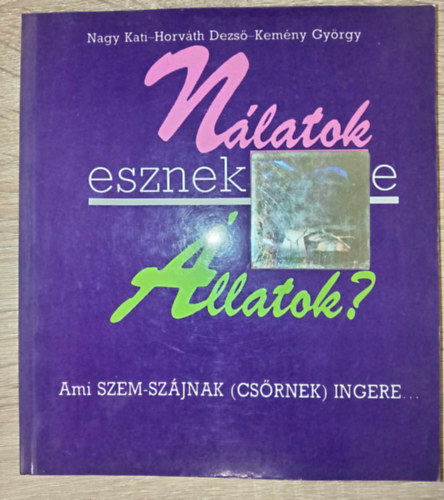 Nagy Kati-Horváth Dezső-Kemény György
Nálatok
esznek e
Állatok?
Ami SZEM-SZÁJNAK (CSŐRNEK) INGERE...